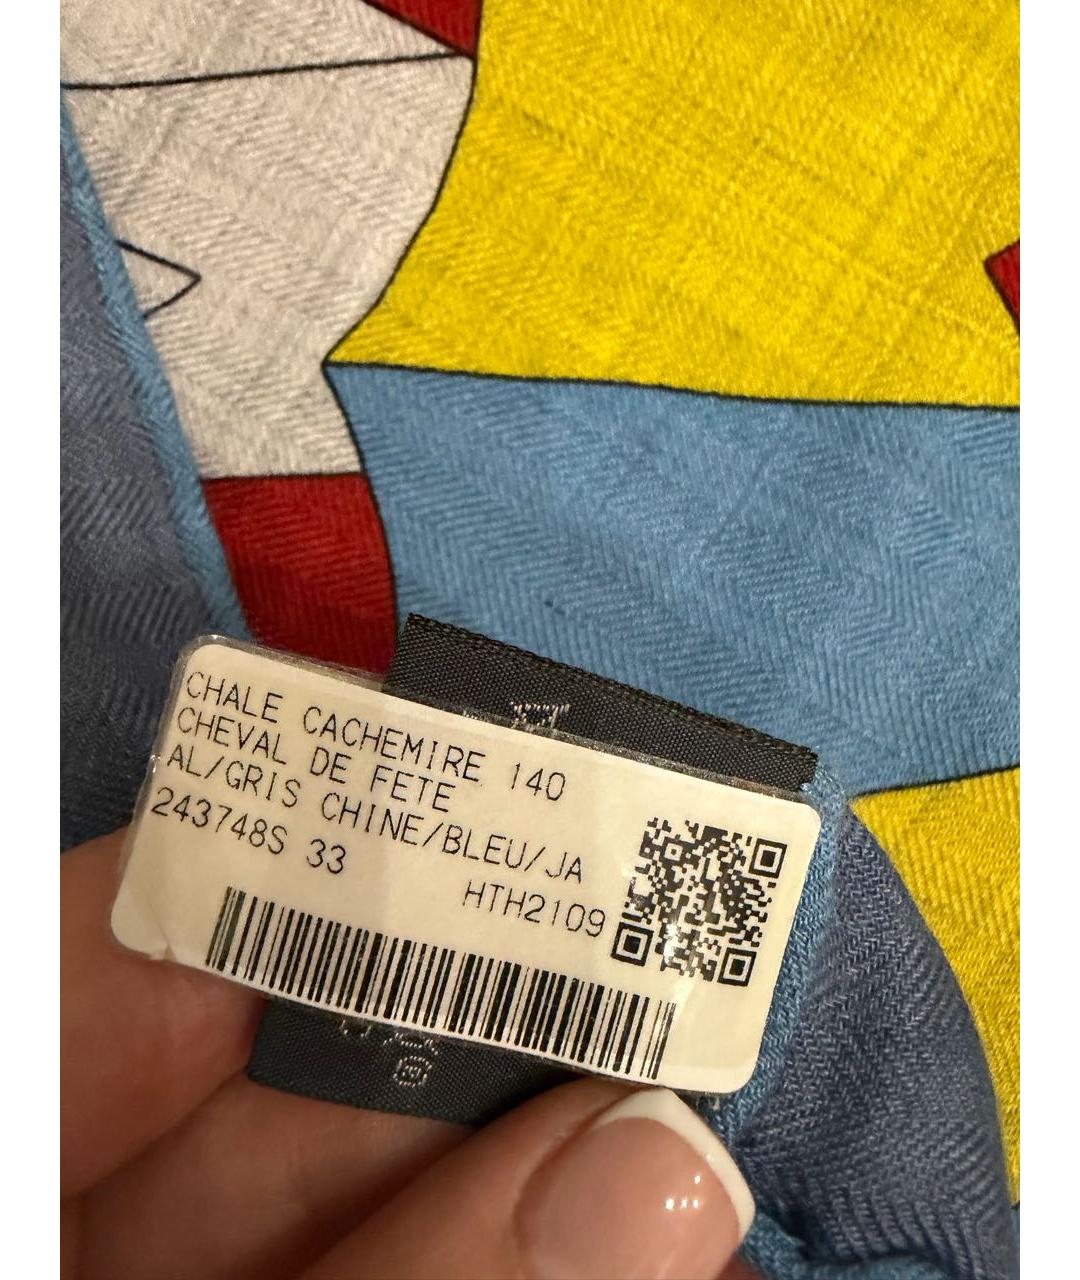 CHALE CACHEMIRE 140
CHEVAL DE FETE
AL/GRIS CHINE/BLEU/JA
243748S 33
HTH2109